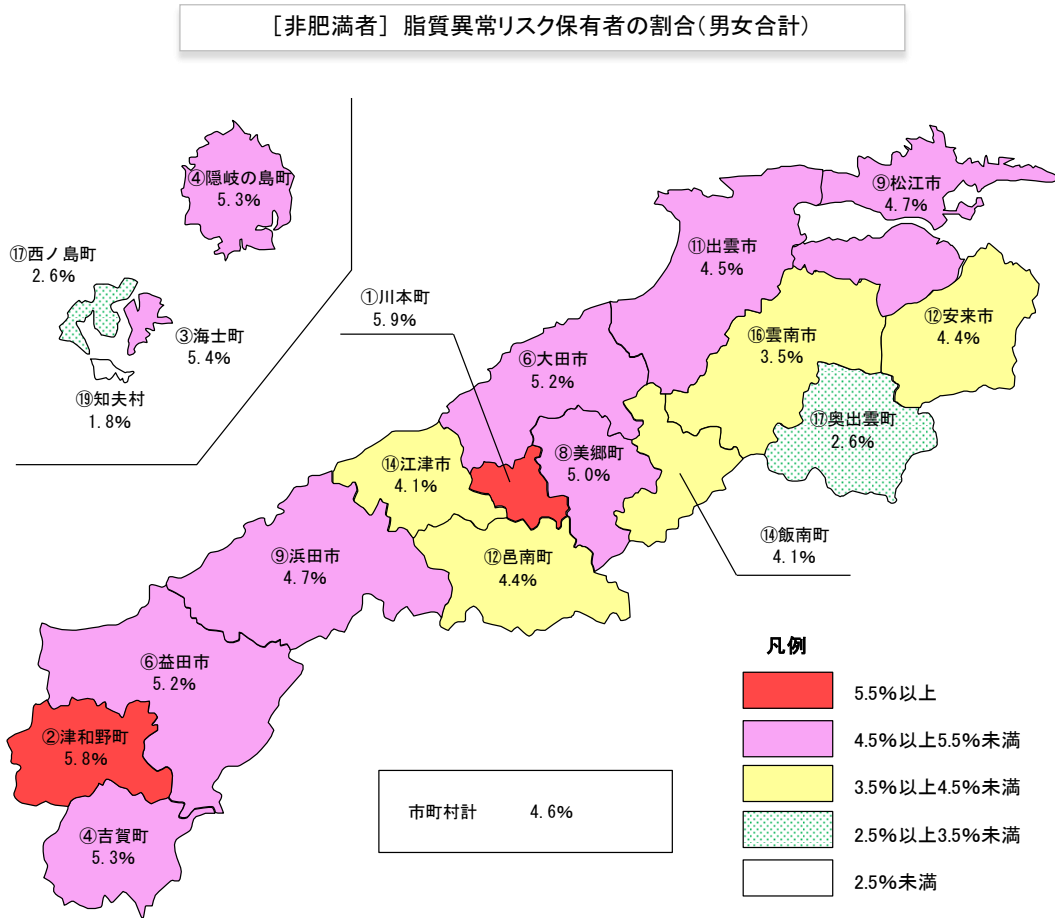 [非肥満者] 脂質異常リスク保有者の割合(男女合計)
④隠岐の島町
5.3%
⑰西ノ島町
2.6%
③海士町
5.4%
⑲知夫村
1.8%
①川本町
5.9%
⑨松江市
4.7%
⑪出雲市
4.5%
⑫安来市
4.4%
⑯雲南市
3.5%
⑥大田市
5.2%
⑰奥出雲町
2.6%
⑧美郷町
5.0%
⑭江津市
4.1%
⑭飯南町
4.1%
⑨浜田市
4.7%
⑫邑南町
4.4%
⑥益田市
5.2%
②津和野町
5.8%
④吉賀町
5.3%
市町村計 4.6%
凡例
5.5%以上
4.5%以上5.5%未満
3.5%以上4.5%未満
2.5%以上3.5%未満
2.5%未満